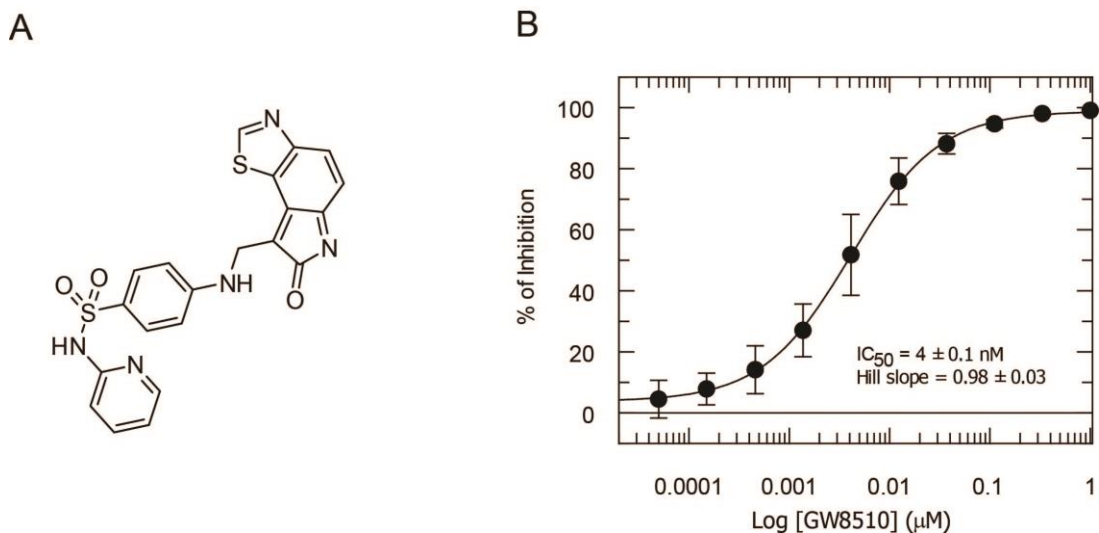 A
B
N
S
N
O
NH
O
O
S
HN
N
% of Inhibition
100
80
60
40
20
0
IC50 = 4 ± 0.1 nM
Hill slope = 0.98 ± 0.03
0.0001
0.001
0.01
0.1
1
Log [GW8510] (μM)